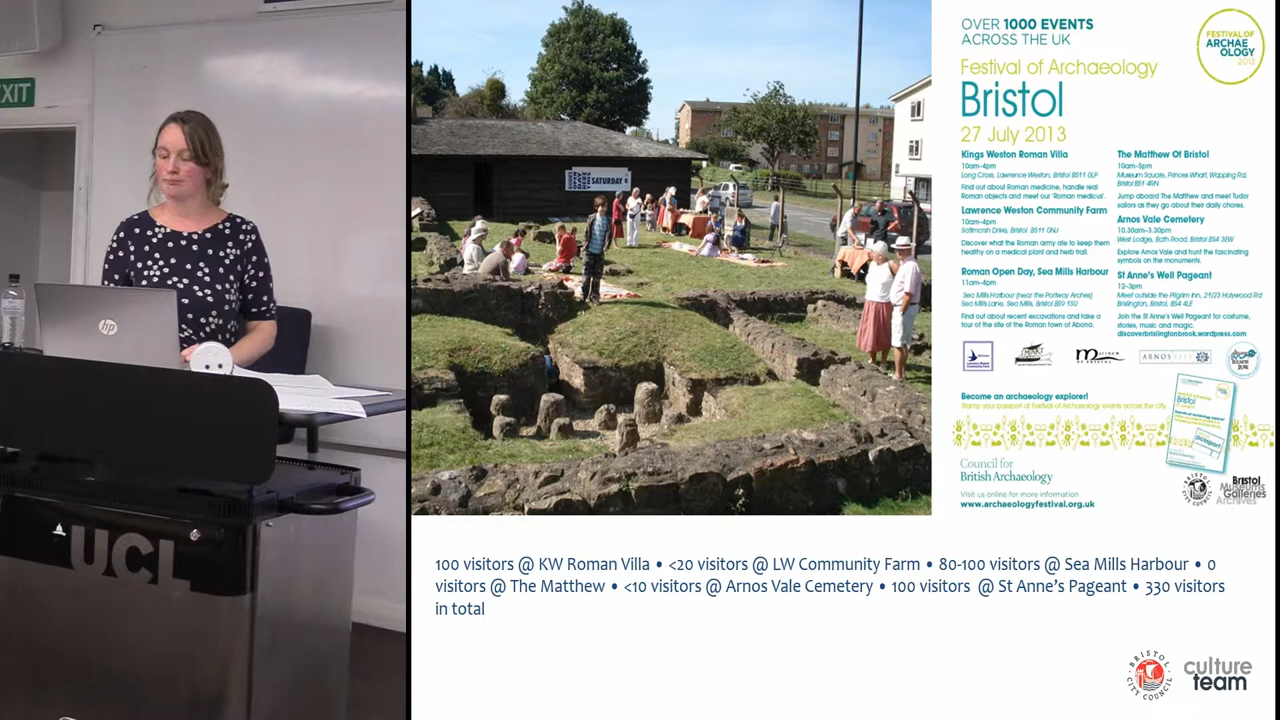 EXIT
hp
UCL
SATURDAY
OVER 1000 EVENTS
ACROSS THE UK
FESTIVAL OF
ARCHAE
OLOGY
2013
Festival of Archaeology
Bristol
27 July 2013
Kings Weston Roman Villa
10am–4pm
Long Cross, Lawrence Weston, Bristol BS11 0LP
Find out about Roman medicine, handle real
Roman objects and meet our 'Roman medicus'.
Lawrence Weston Community Farm
10am–4pm
Saltmarsh Drive, Bristol BS11 0NJ
Discover what the Roman army ate to keep them
healthy on a medical plant and herb trail.
Roman Open Day, Sea Mills Harbour
11am–4pm
Sea Mills Harbour (near the Portway Arches)
Sea Mills Lane, Sea Mills, Bristol BS9 1SU
Find out about recent excavations and take a
tour of the site of the Roman town of Abona.
The Matthew Of Bristol
10am–5pm
Museum Square, Princes Wharf, Wapping Rd,
Bristol BS1 4RN
Jump aboard The Matthew and meet Tudor
sailors as they go about their daily chores.
Arnos Vale Cemetery
10.30am–3.30pm
West Lodge, Bath Road, Bristol BS4 3EW
Explore Arnos Vale and hunt the fascinating
symbols on the monuments.
St Anne's Well Pageant
12–3pm
Meet outside the Pilgrim Inn, 21/23 Holywood Rd
Brislington, Bristol, BS4 4LE
Join the St Anne's Well Pageant for costume,
stories, music and magic.
discoverbrislingtonbrook.wordpress.com
ARNOS VALE
Become an archaeology explorer!
Stamp your passport at Festival of Archaeology events across the city
Bristol
passport
Council for
British Archaeology
Visit us online for more information
www.archaeologyfestival.org.uk
BRISTOL
CITY COUNCIL
Bristol
Museums
Galleries
Archives
100 visitors @ KW Roman Villa • <20 visitors @ LW Community Farm • 80-100 visitors @ Sea Mills Harbour • 0
visitors @ The Matthew • <10 visitors @ Arnos Vale Cemetery • 100 visitors @ St Anne's Pageant • 330 visitors
in total
BRISTOL
CITY COUNCIL
culture
team